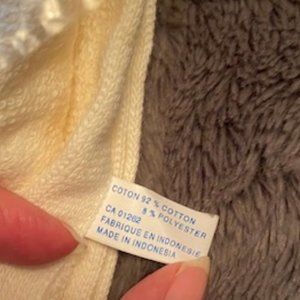 COTON 92 % COTTON
8 % POLYESTER
CA 01262
FABRIQUE EN INDONESIE
MADE IN INDONESIA